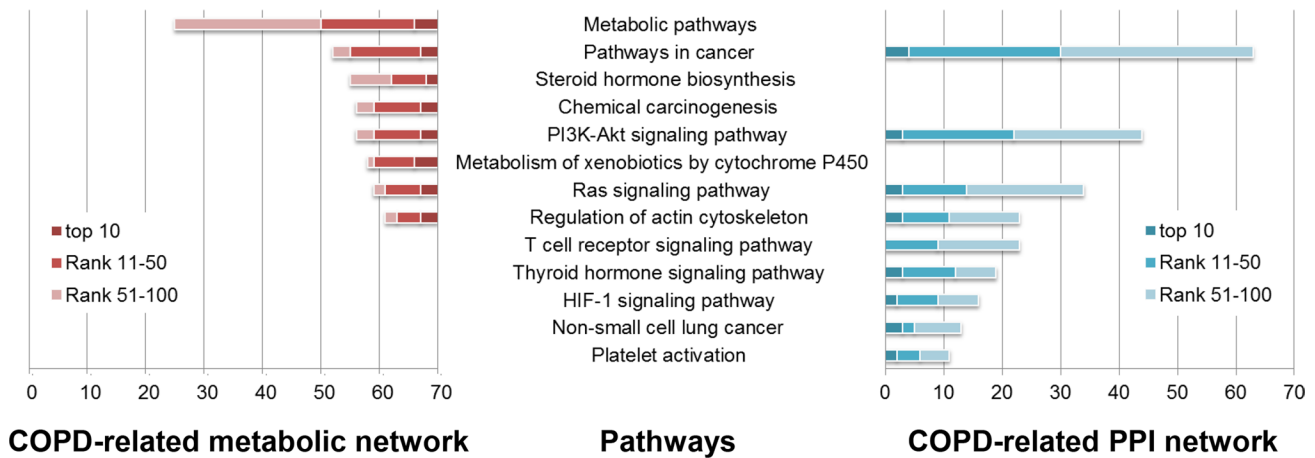 Metabolic pathways
Pathways in cancer
Steroid hormone biosynthesis
Chemical carcinogenesis
PI3K-Akt signaling pathway
Metabolism of xenobiotics by cytochrome P450
Ras signaling pathway
Regulation of actin cytoskeleton
T cell receptor signaling pathway
Thyroid hormone signaling pathway
HIF-1 signaling pathway
Non-small cell lung cancer
Platelet activation
top 10
Rank 11-50
Rank 51-100
top 10
Rank 11-50
Rank 51-100
0 10 20 30 40 50 60 70
0 10 20 30 40 50 60 70
COPD-related metabolic network
Pathways
COPD-related PPI network